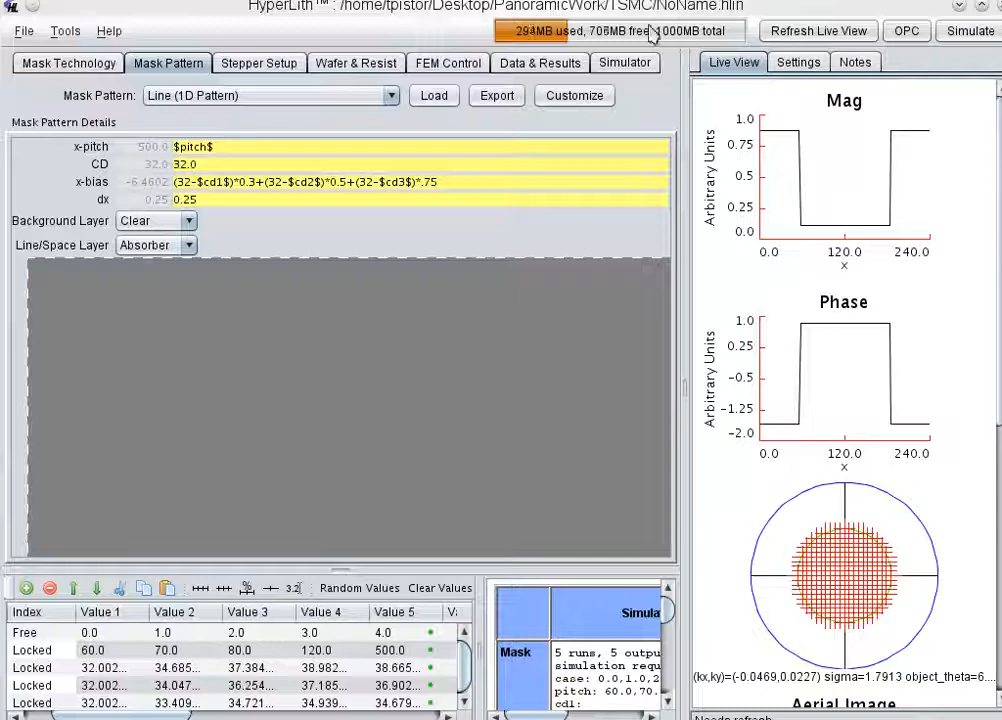 HyperLith™ : /home/tpistor/Desktop/PanoramicWork/TSMC/NoName.hlin
File Tools Help 294MB used, 706MB free, 1000MB total Refresh Live View OPC Simulate
Mask Technology Mask Pattern Stepper Setup Wafer & Resist FEM Control Data & Results Simulator Live View Settings Notes
Mask Pattern: Line (1D Pattern) Load Export Customize
Mask Pattern Details
x-pitch 500.0 $pitch$
CD 32.0 32.0
x-bias -6.4602 (32-$cd1$)*0.3+(32-$cd2$)*0.5+(32-$cd3$)*.75
dx 0.25 0.25
Background Layer Clear
Line/Space Layer Absorber
Mag
1.0
0.75
0.5
0.25
0.0
Arbitrary Units
0.0 120.0 240.0
x
Phase
1.0
0.25
-0.5
-1.25
-2.0
Arbitrary Units
0.0 120.0 240.0
x
(kx,ky)=(-0.0469,0.0227) sigma=1.7913 object_theta=6....
Aerial Image
Needs refresh
3.2 Random Values Clear Values
Index Value 1 Value 2 Value 3 Value 4 Value 5 V
Free 0.0 1.0 2.0 3.0 4.0
Locked 60.0 70.0 80.0 120.0 500.0
Locked 32.002... 34.685... 37.384... 38.982... 38.665...
Locked 32.002... 34.047... 36.254... 37.185... 36.902...
Locked 32.002... 33.409... 34.721... 34.939... 34.679...
Simula
Mask 5 runs, 5 outpu
simulation requ
case: 0.0,1.0,2
pitch: 60.0,70.
cd1: